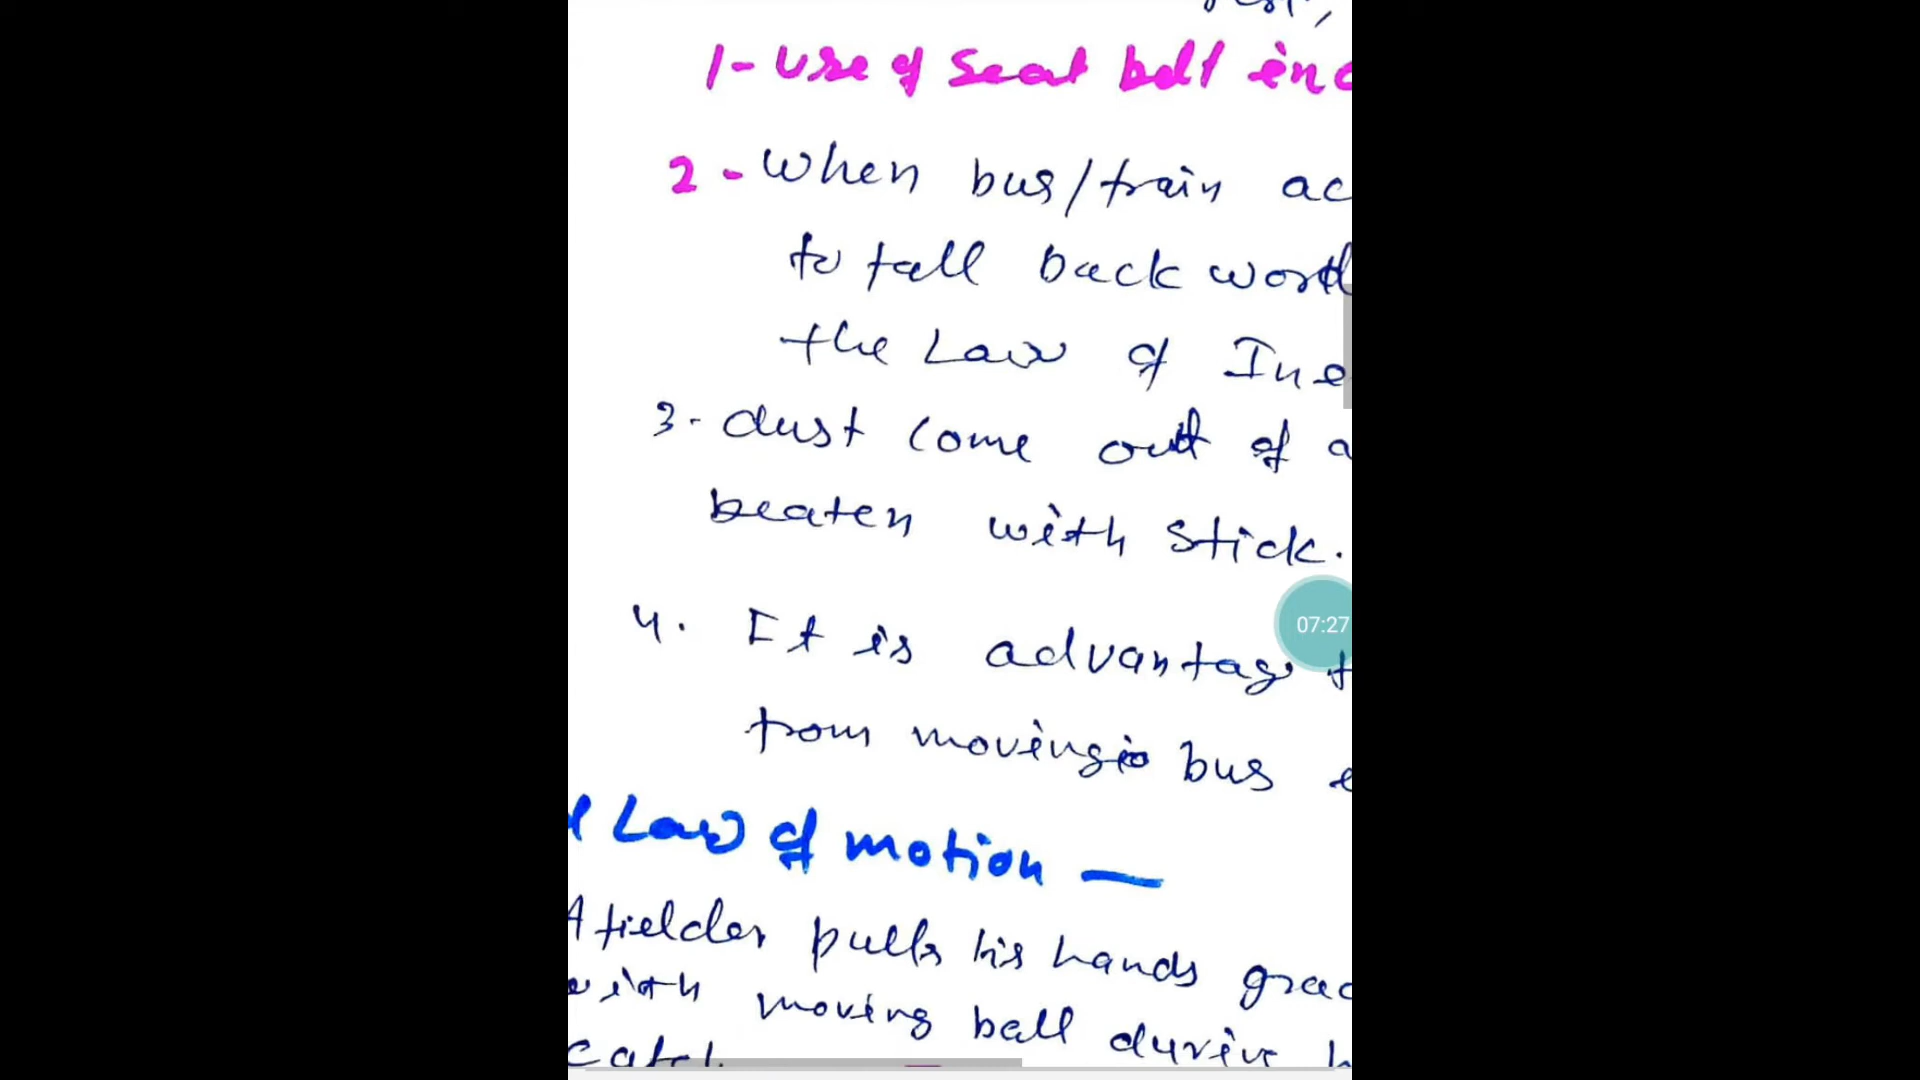 1- Use of seat belt inc
2 - When bus/train ac
to fall back word
the Law of Ine
3. dust come out of a
beaten with stick.
07:27
4. It is advantag t
from moving bus e
Law of motion —
A fielder pulls his hands grad
with moving ball during h